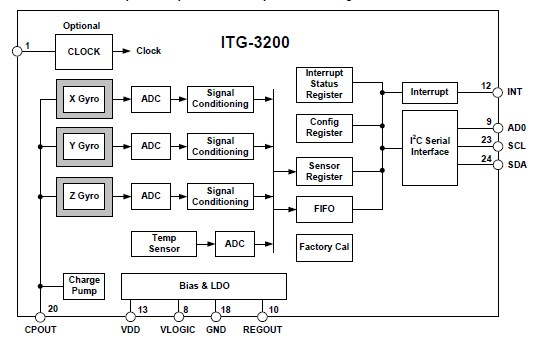 Optional
ITG-3200
1
CLOCK
Clock
X Gyro
ADC
Signal
Conditioning
Interrupt
Status
Register
Interrupt
12
INT
Y Gyro
ADC
Signal
Conditioning
Config
Register
I²C Serial
Interface
9
AD0
23
SCL
24
SDA
Z Gyro
ADC
Signal
Conditioning
Sensor
Register
FIFO
Temp
Sensor
ADC
Factory Cal
Charge
Pump
Bias & LDO
20
13
8
18
10
CPOUT
VDD
VLOGIC
GND
REGOUT